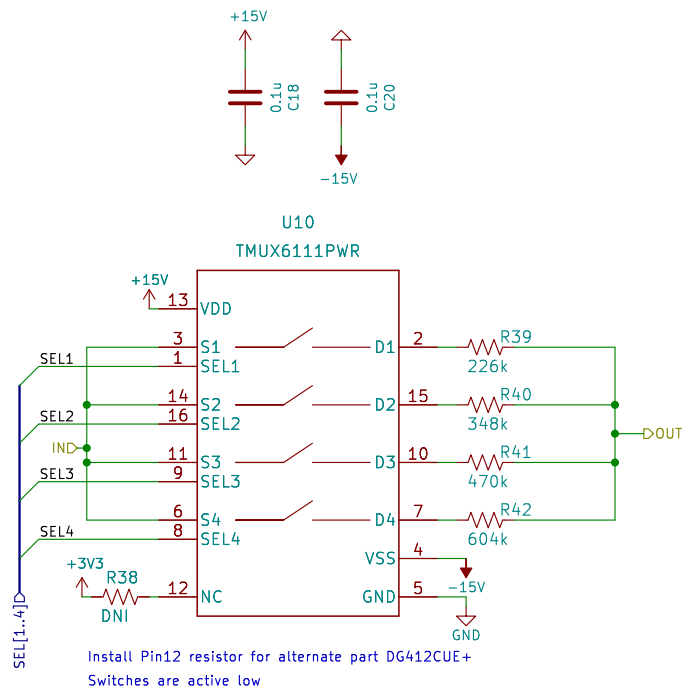 +15V
0.1u
C18
0.1u
C20
-15V
U10
TMUX6111PWR
+15V
13
VDD
3
S1
D1
2
R39
SEL1
1
SEL1
226k
14
S2
D2
15
R40
SEL2
16
SEL2
348k
IN
OUT
11
S3
D3
10
R41
SEL3
9
SEL3
470k
6
S4
D4
7
R42
SEL4
8
SEL4
604k
VSS
4
+3V3
R38
-15V
12
NC
GND
5
DNI
SEL[1..4]
GND
Install Pin12 resistor for alternate part DG412CUE+
Switches are active low